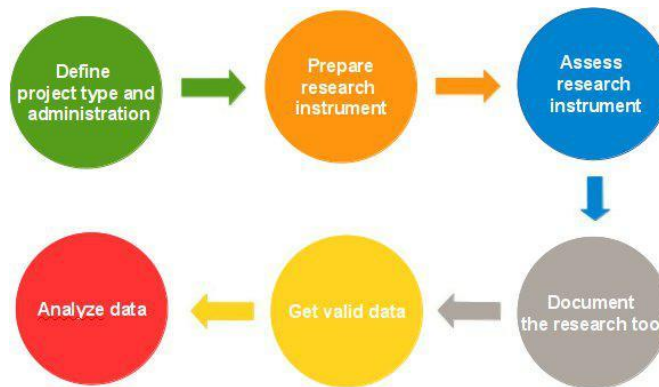 Define
project type and
administration
Prepare
research
instrument
Assess
research
instrument
Document
the research too
Get valid data
Analyze data